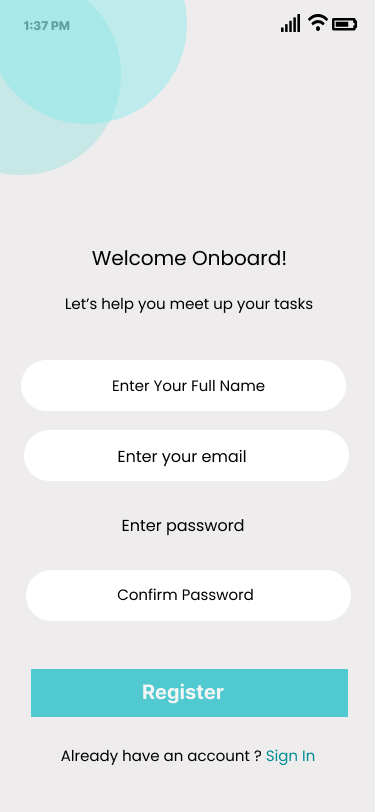 1:37 PM
Welcome Onboard!
Let’s help you meet up your tasks
Enter Your Full Name
Enter your email
Enter password
Confirm Password
Register
Already have an account ? Sign In